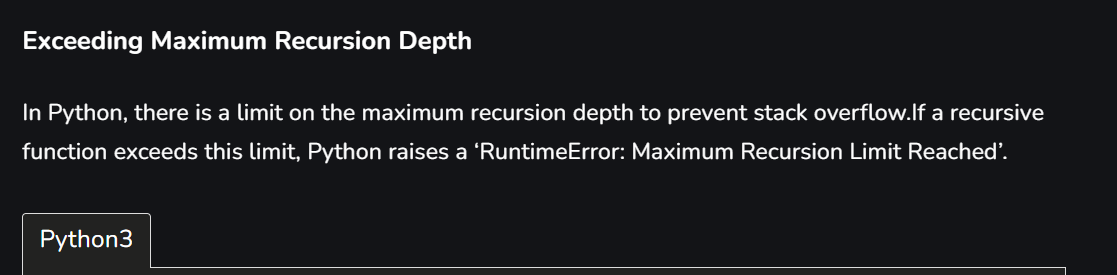 Exceeding Maximum Recursion Depth
In Python, there is a limit on the maximum recursion depth to prevent stack overflow.If a recursive
function exceeds this limit, Python raises a ‘RuntimeError: Maximum Recursion Limit Reached’.
Python3